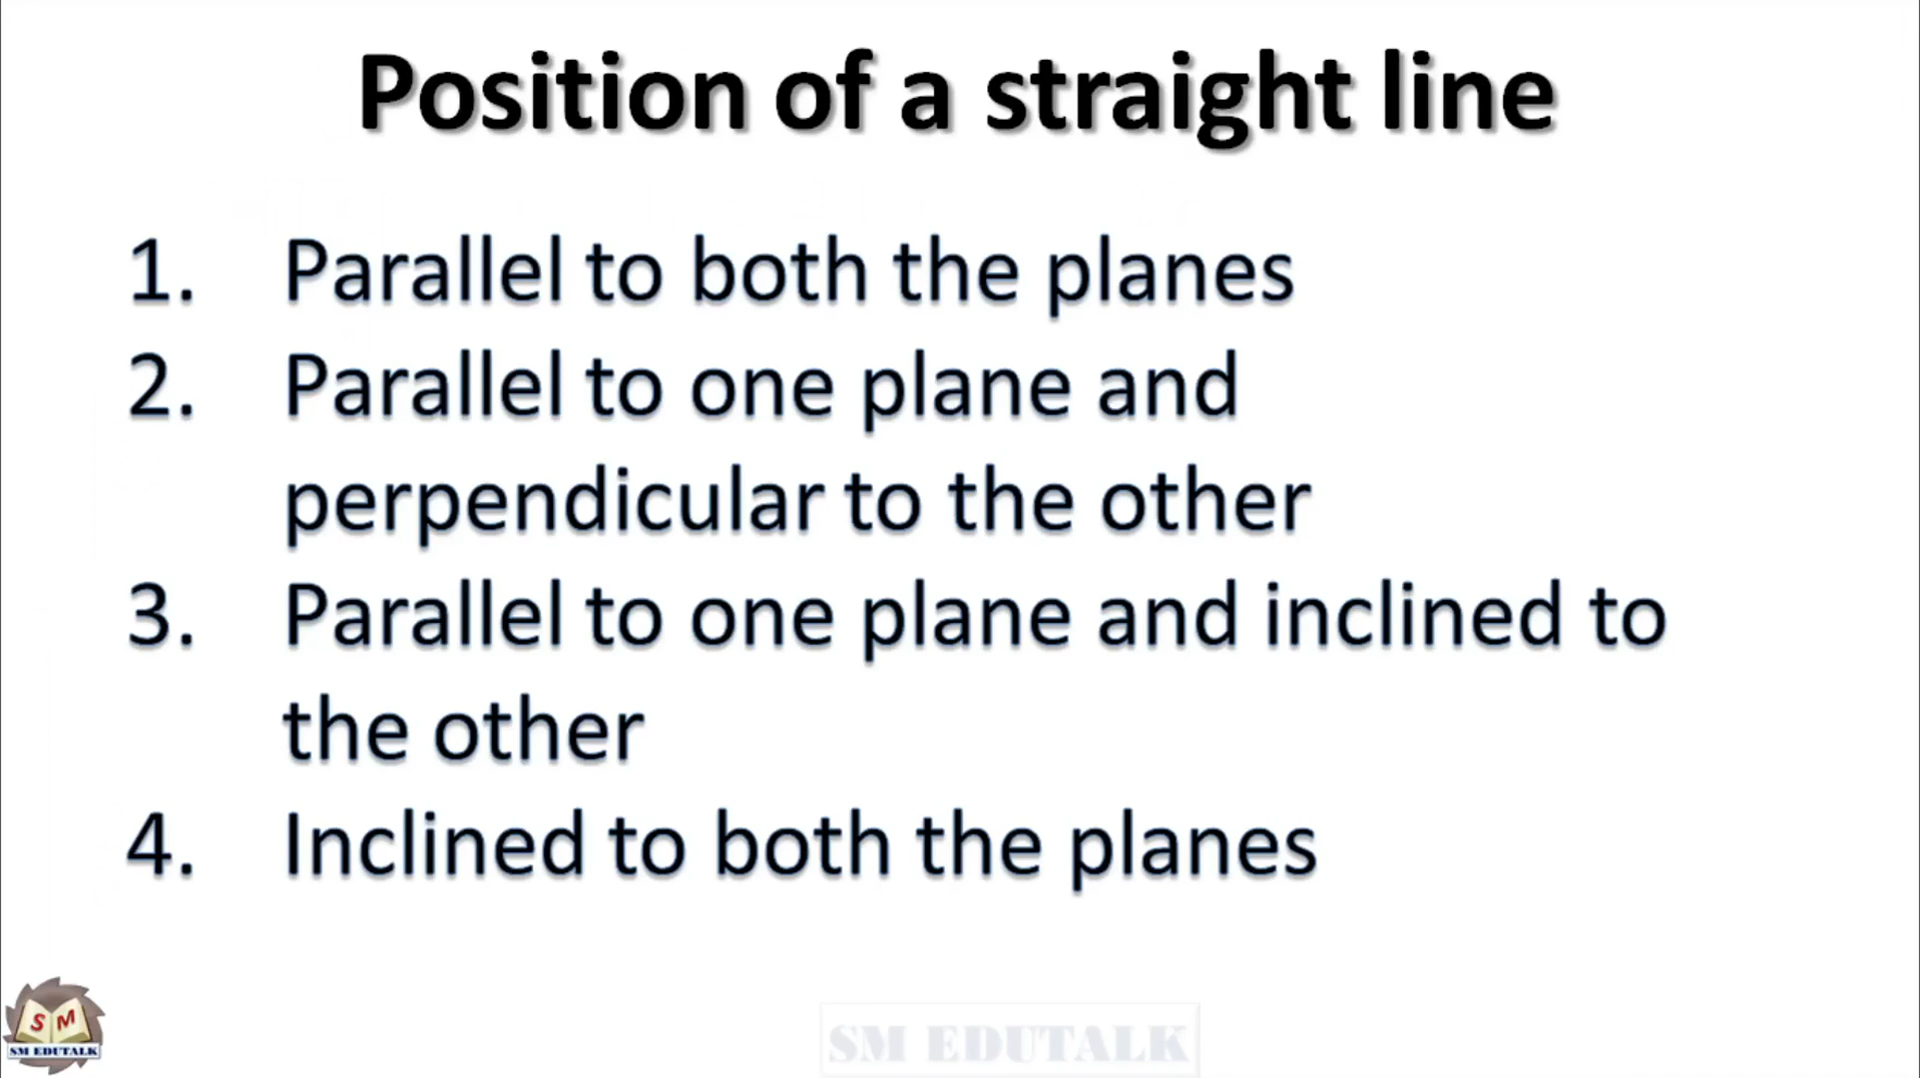 Position of a straight line
1. Parallel to both the planes
2. Parallel to one plane and
perpendicular to the other
3. Parallel to one plane and inclined to
the other
4. Inclined to both the planes
S M
SM EDUTALK
SM EDUTALK